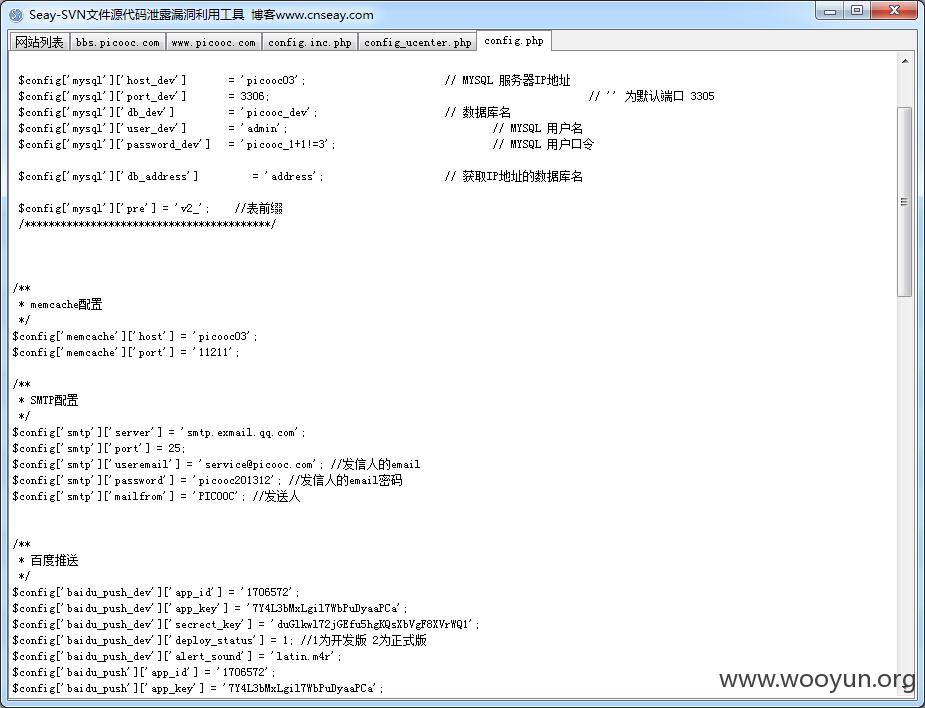 Seay-SVN文件源代码泄露漏洞利用工具 博客www.cnseay.com
网站列表 bbs.picooc.com www.picooc.com config.inc.php config_ucenter.php config.php
$config['mysql']['host_dev'] = 'picooc03'; // MYSQL 服务器IP地址
$config['mysql']['port_dev'] = 3306; // '' 为默认端口 3305
$config['mysql']['db_dev'] = 'picooc_dev'; // 数据库名
$config['mysql']['user_dev'] = 'admin'; // MYSQL 用户名
$config['mysql']['password_dev'] = 'picooc_1+1!=3'; // MYSQL 用户口令
$config['mysql']['db_address'] = 'address'; // 获取IP地址的数据库名
$config['mysql']['pre'] = 'v2_'; //表前缀
/*****************************************/
/**
* memcache配置
*/
$config['memcache']['host'] = 'picooc03';
$config['memcache']['port'] = '11211';
/**
* SMTP配置
*/
$config['smtp']['server'] = 'smtp.exmail.qq.com';
$config['smtp']['port'] = 25;
$config['smtp']['useremail'] = 'service@picooc.com'; //发信人的email
$config['smtp']['password'] = 'picooc201312'; //发信人的email密码
$config['smtp']['mailfrom'] = 'PICOOC'; //发送人
/**
* 百度推送
*/
$config['baidu_push_dev']['app_id'] = '1706572';
$config['baidu_push_dev']['app_key'] = '7Y4L3bMxLgil7WbPuDyaaPCa';
$config['baidu_push_dev']['secrect_key'] = 'duGlkwl72jGEfu5hgKQsXbVgF8XVrWQ1';
$config['baidu_push_dev']['deploy_status'] = 1; //1为开发版 2为正式版
$config['baidu_push_dev']['alert_sound'] = 'latin.m4r';
$config['baidu_push']['app_id'] = '1706572';
$config['baidu_push']['app_key'] = '7Y4L3bMxLgil7WbPuDyaaPCa';
www.wooyun.org